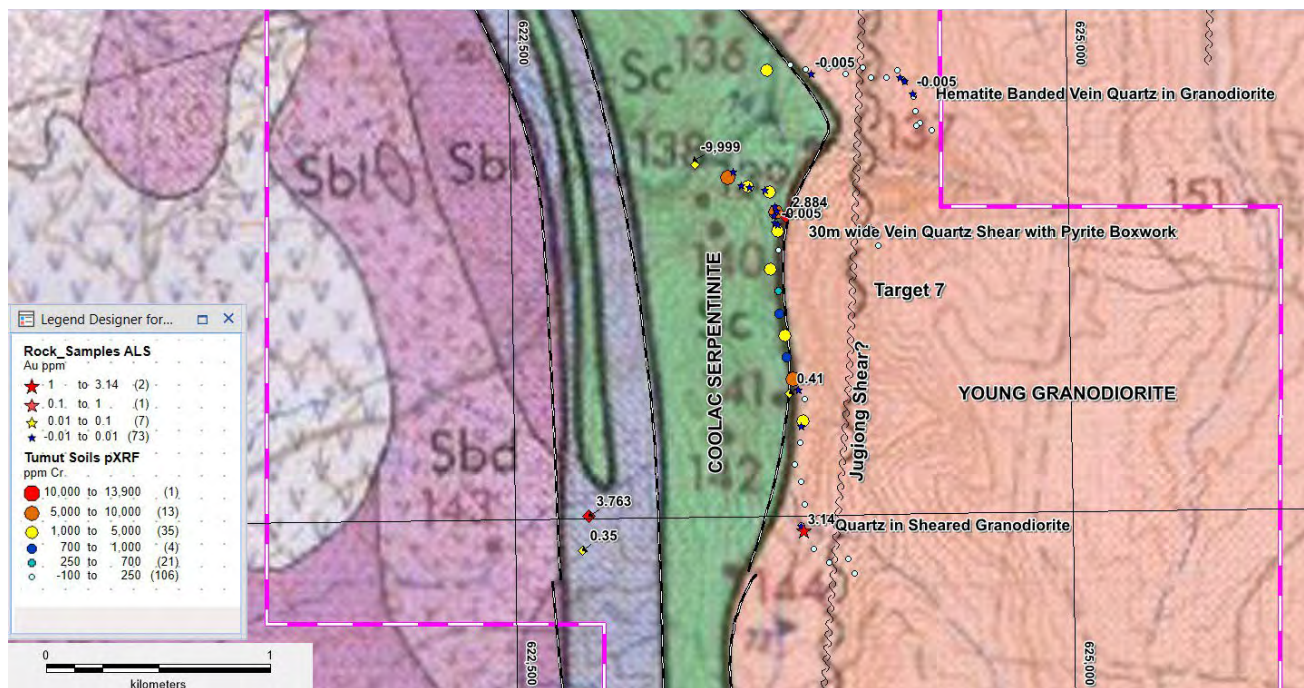 622,500
625,000
136
Sc
-0.005
-0.005
Hematite Banded Vein Quartz in Granodiorite
137
138
-9,999
139
Sbl
Sbl
151
2.884
-0.005
30m wide Vein Quartz Shear with Pyrite Boxwork
140
Target 7
Legend Designer for...
Rock_Samples ALS
Au ppm
1 to 3.14 (2)
0.1 to 1 (1)
0.01 to 0.1 (7)
-0.01 to 0.01 (73)
Tumut Soils pXRF
ppm Cr
10,000 to 13,900 (1)
5,000 to 10,000 (13)
1,000 to 5,000 (35)
700 to 1,000 (4)
250 to 700 (21)
-100 to 250 (106)
COOLAC SERPENTINITE
0.41
Jugiong Shear?
YOUNG GRANODIORITE
Sbd
142
143
3.763
0.35
3.14
Quartz in Sheared Granodiorite
144
77
0
1
kilometers
622,500
625,000